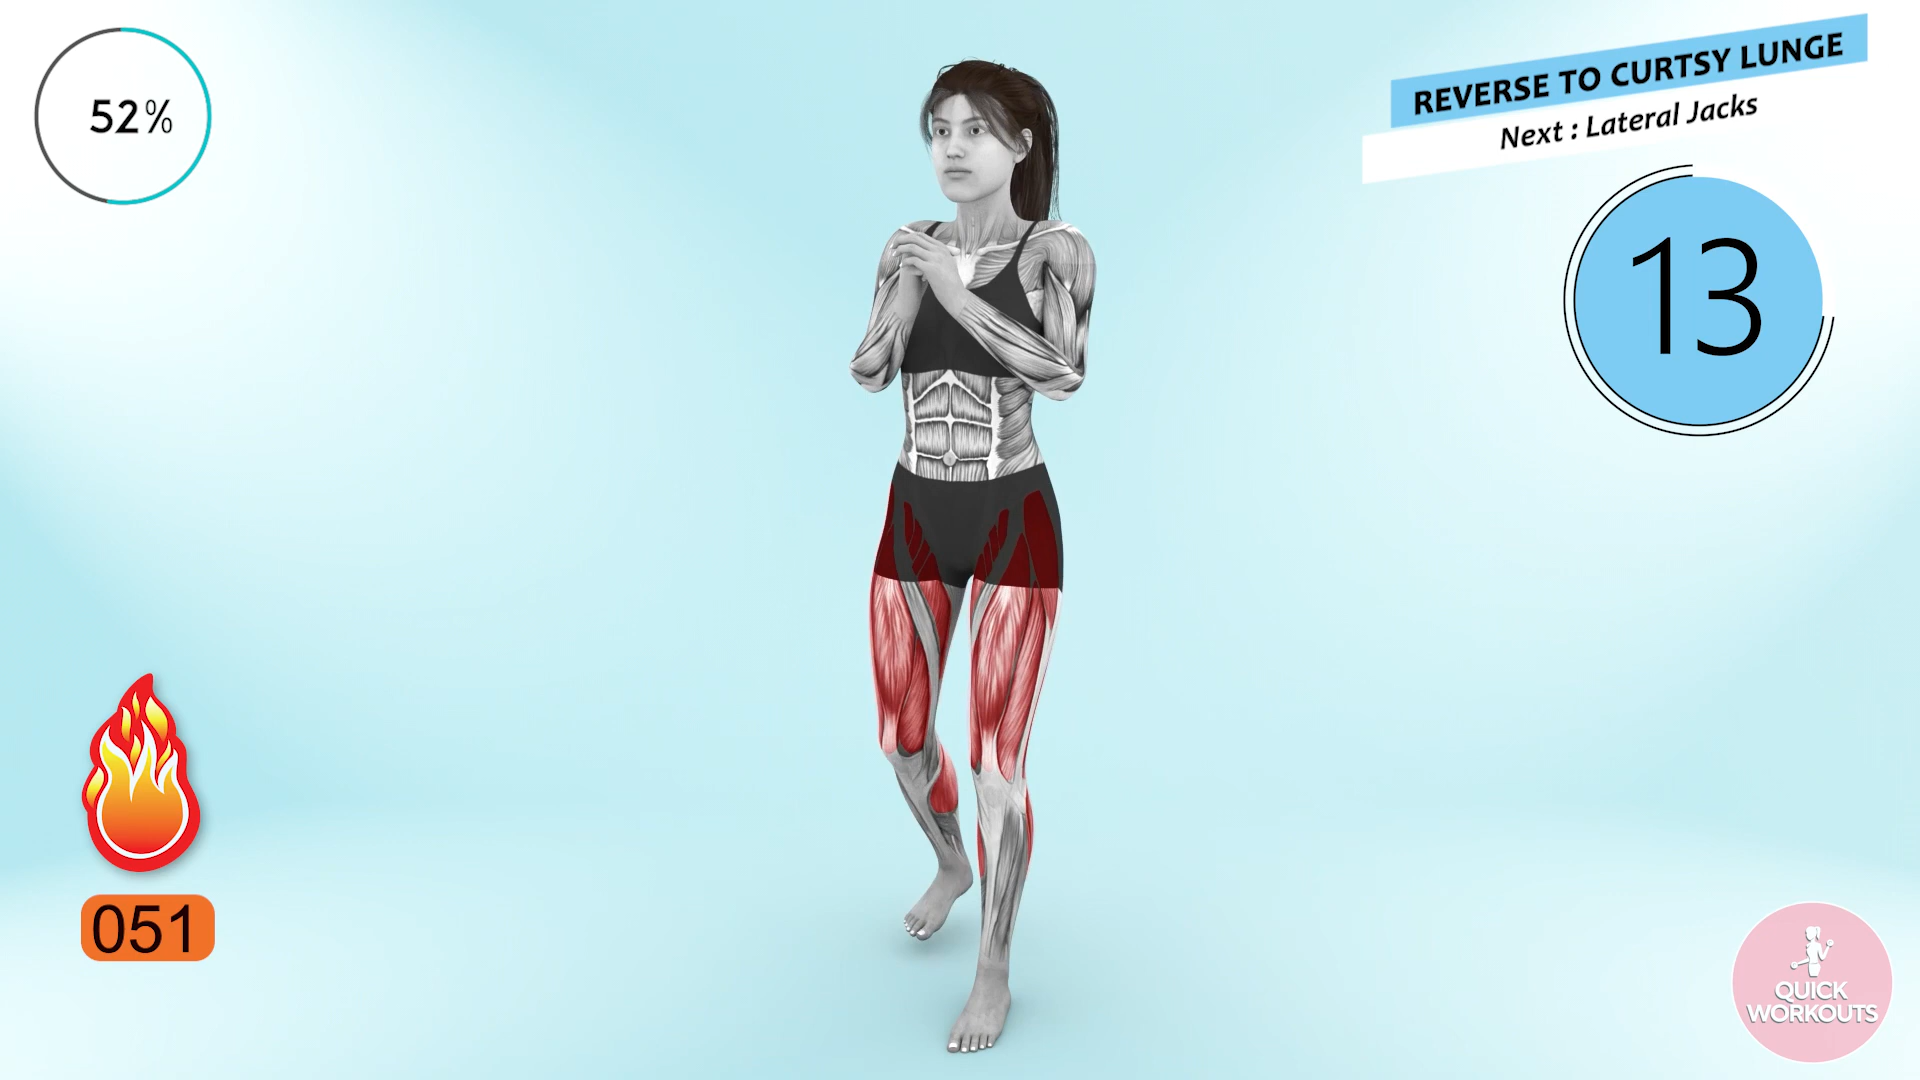 52%
REVERSE TO CURTSY LUNGE
Next : Lateral Jacks
13
051
QUICK
WORKOUTS